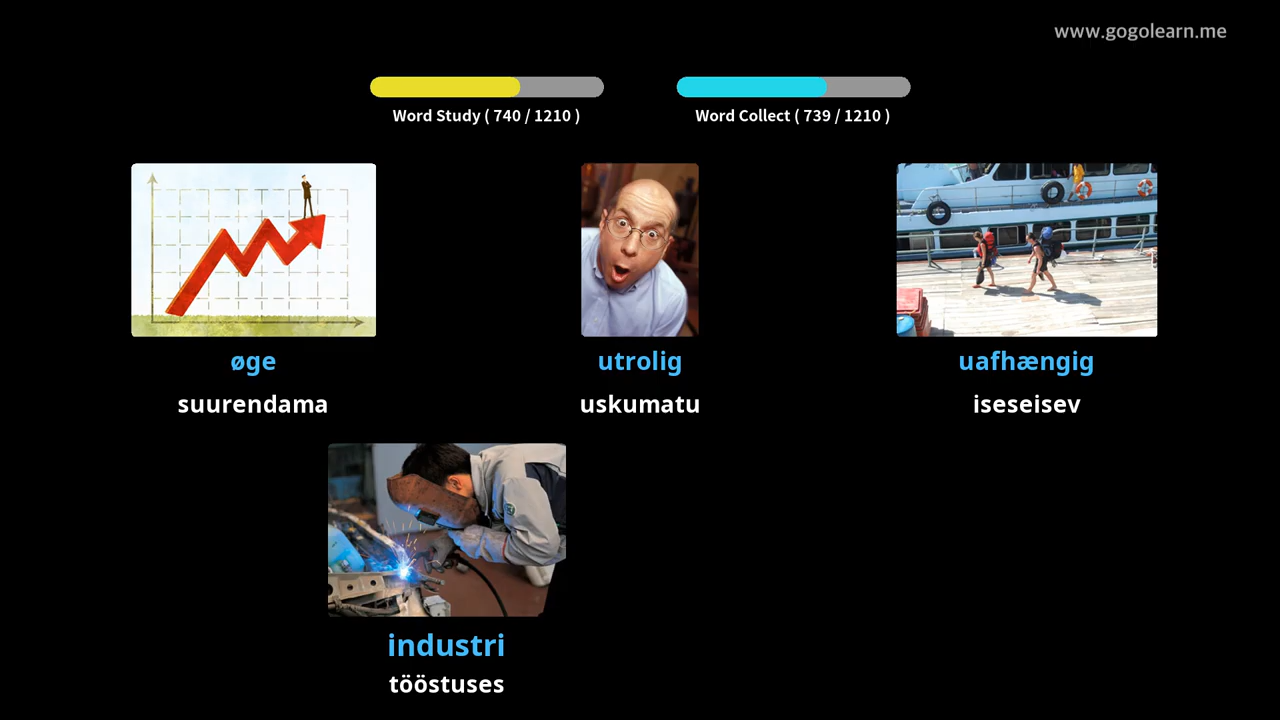 www.gogolearn.me
Word Study ( 740 / 1210 )
Word Collect ( 739 / 1210 )
øge
utrolig
uafhængig
suurendama
uskumatu
iseseisev
industri
tööstuses